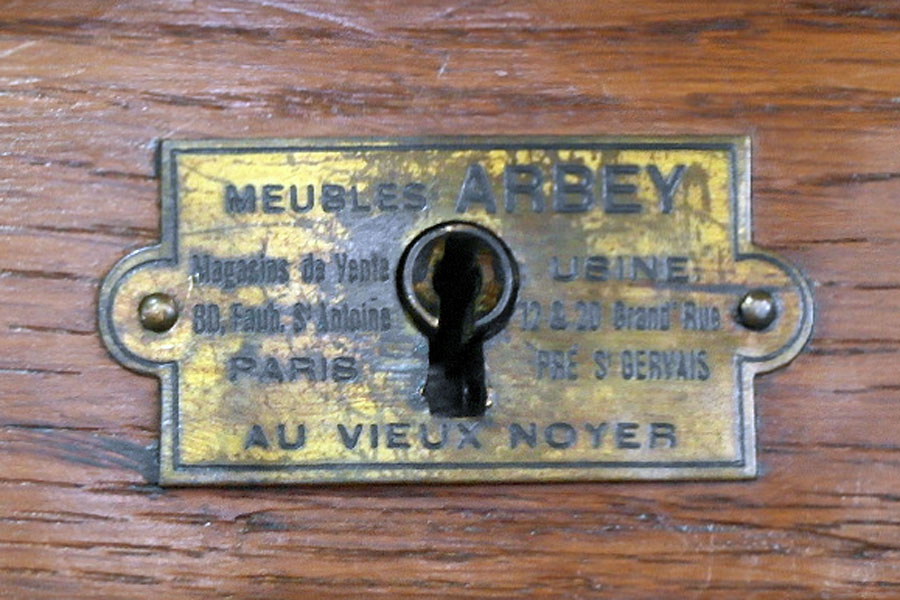 MEUBLES ARBEY
Magasins de Vente
80, Faub. St Antoine
PARIS
USINE
12 & 20 Grand' Rue
PRÉ St GERVAIS
AU VIEUX NOYER